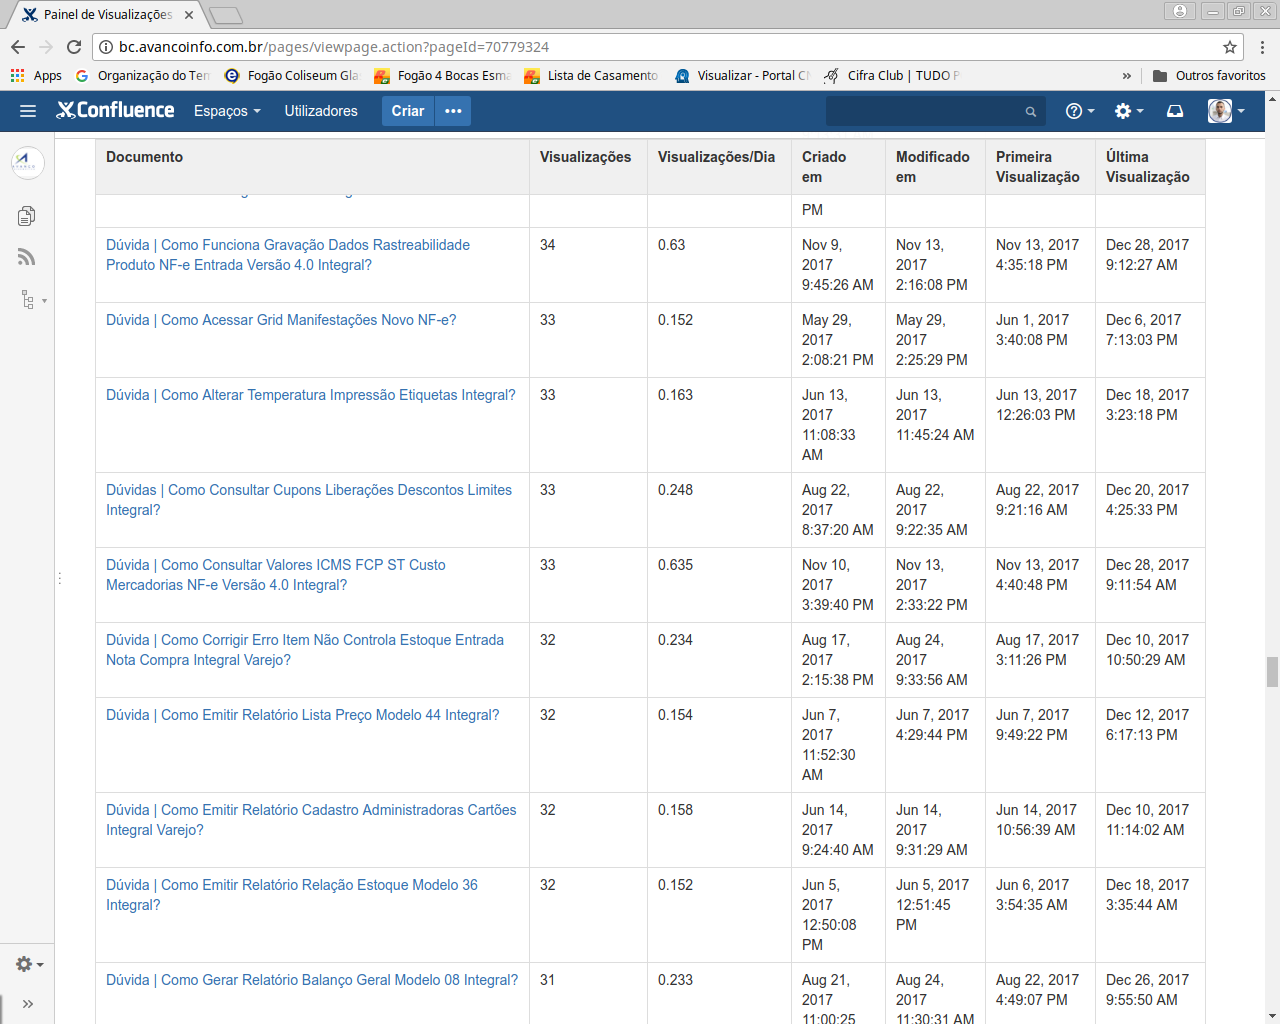 Painel de Visualizações
bc.avancoinfo.com.br/pages/viewpage.action?pageId=70779324
Apps Organização do Ter Fogão Coliseum Gla Fogão 4 Bocas Esma Lista de Casamento Visualizar - Portal C Cifra Club | TUDO P » Outros favoritos
Confluence Espaços Utilizadores Criar •••
Documento Visualizações Visualizações/Dia Criado em Modificado em Primeira Visualização Última Visualização
PM
Dúvida | Como Funciona Gravação Dados Rastreabilidade 34 0.63 Nov 9, Nov 13, Nov 13, 2017 Dec 28, 2017
Produto NF-e Entrada Versão 4.0 Integral? 2017 2017 4:35:18 PM 9:12:27 AM
9:45:26 AM 2:16:08 PM
Dúvida | Como Acessar Grid Manifestações Novo NF-e? 33 0.152 May 29, May 29, Jun 1, 2017 Dec 6, 2017
2017 2017 3:40:08 PM 7:13:03 PM
2:08:21 PM 2:25:29 PM
Dúvida | Como Alterar Temperatura Impressão Etiquetas Integral? 33 0.163 Jun 13, Jun 13, Jun 13, 2017 Dec 18, 2017
2017 2017 12:26:03 PM 3:23:18 PM
11:08:33 11:45:24 AM
AM
Dúvidas | Como Consultar Cupons Liberações Descontos Limites 33 0.248 Aug 22, Aug 22, Aug 22, 2017 Dec 20, 2017
Integral? 2017 2017 9:21:16 AM 4:25:33 PM
8:37:20 AM 9:22:35 AM
Dúvida | Como Consultar Valores ICMS FCP ST Custo 33 0.635 Nov 10, Nov 13, Nov 13, 2017 Dec 28, 2017
Mercadorias NF-e Versão 4.0 Integral? 2017 2017 4:40:48 PM 9:11:54 AM
3:39:40 PM 2:33:22 PM
Dúvida | Como Corrigir Erro Item Não Controla Estoque Entrada 32 0.234 Aug 17, Aug 24, Aug 17, 2017 Dec 10, 2017
Nota Compra Integral Varejo? 2017 2017 3:11:26 PM 10:50:29 AM
2:15:38 PM 9:33:56 AM
Dúvida | Como Emitir Relatório Lista Preço Modelo 44 Integral? 32 0.154 Jun 7, Jun 7, 2017 Jun 7, 2017 Dec 12, 2017
2017 4:29:44 PM 9:49:22 PM 6:17:13 PM
11:52:30
AM
Dúvida | Como Emitir Relatório Cadastro Administradoras Cartões 32 0.158 Jun 14, Jun 14, Jun 14, 2017 Dec 10, 2017
Integral Varejo? 2017 2017 10:56:39 AM 11:14:02 AM
9:24:40 AM 9:31:29 AM
Dúvida | Como Emitir Relatório Relação Estoque Modelo 36 32 0.152 Jun 5, Jun 5, 2017 Jun 6, 2017 Dec 18, 2017
Integral? 2017 12:51:45 3:54:35 AM 3:35:44 AM
12:50:08 PM
PM
Dúvida | Como Gerar Relatório Balanço Geral Modelo 08 Integral? 31 0.233 Aug 21, Aug 24, Aug 22, 2017 Dec 26, 2017
2017 2017 4:49:07 PM 9:55:50 AM
11:00:25 11:30:31 AM